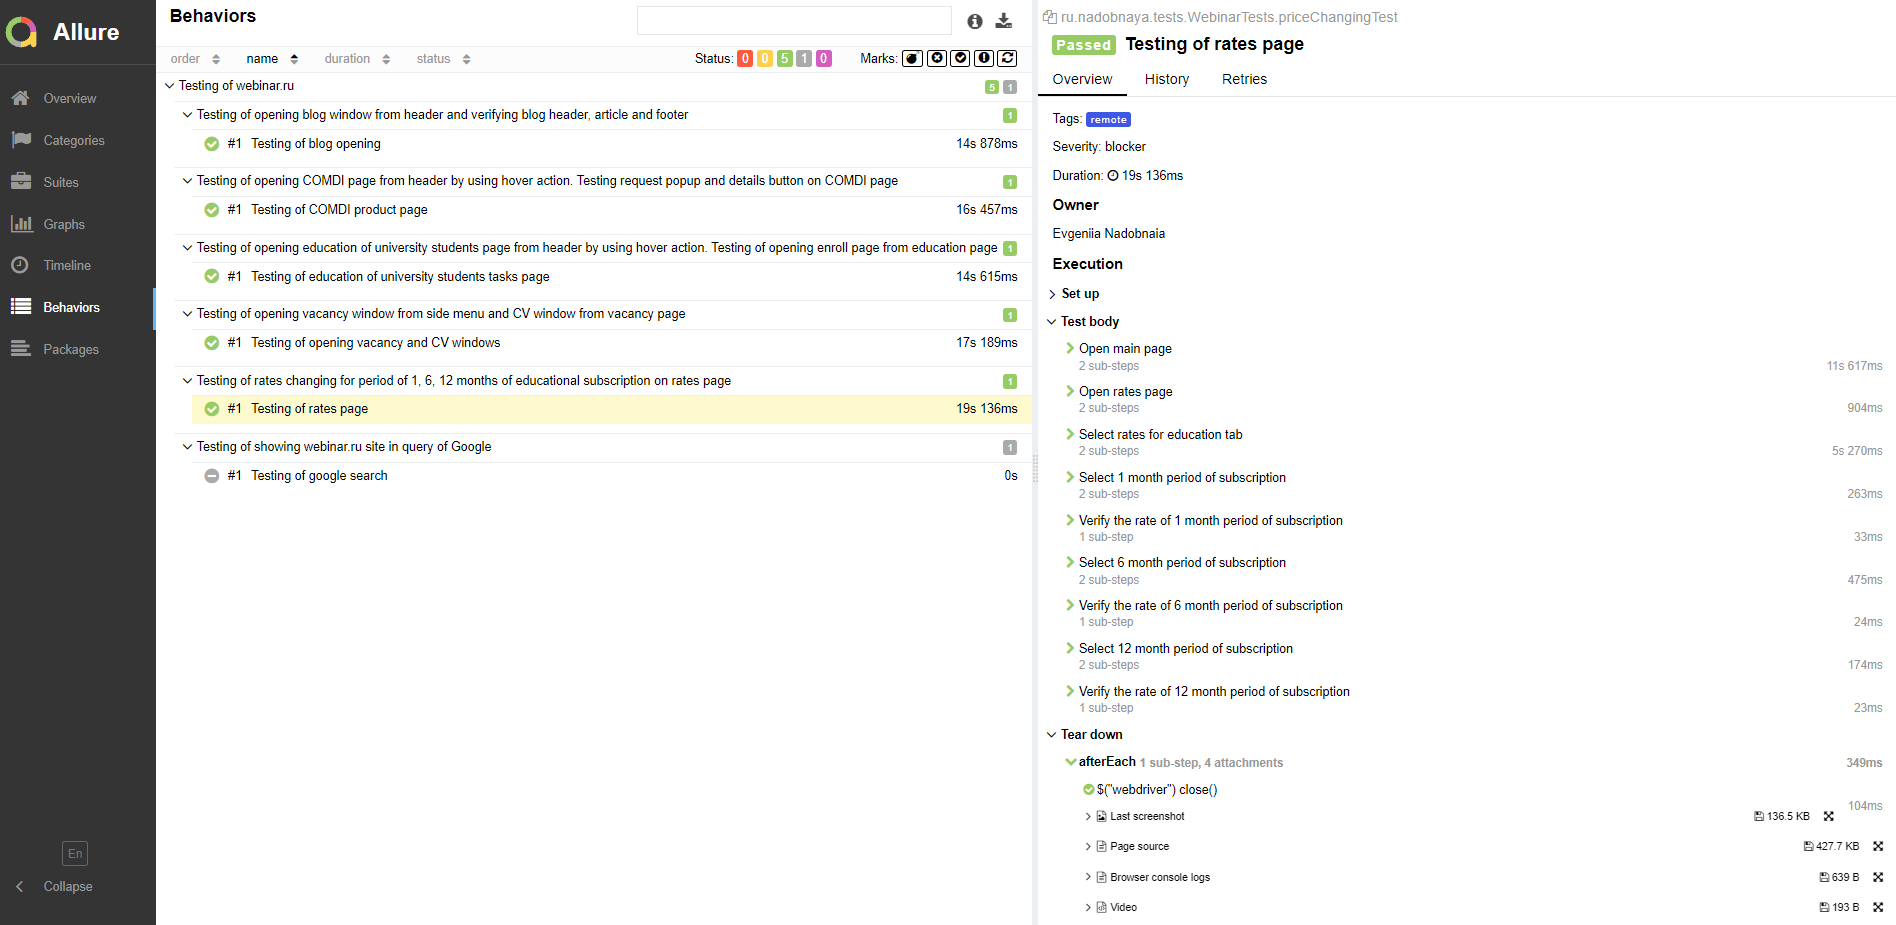 Allure
Overview
Categories
Suites
Graphs
Timeline
Behaviors
Packages
En
Collapse
Behaviors
order name duration status Status: 0 0 5 1 0 Marks:
Testing of webinar.ru 5 1
Testing of opening blog window from header and verifying blog header, article and footer 1
#1 Testing of blog opening 14s 878ms
Testing of opening COMDI page from header by using hover action. Testing request popup and details button on COMDI page 1
#1 Testing of COMDI product page 16s 457ms
Testing of opening education of university students page from header by using hover action. Testing of opening enroll page from education page 1
#1 Testing of education of university students tasks page 14s 615ms
Testing of opening vacancy window from side menu and CV window from vacancy page 1
#1 Testing of opening vacancy and CV windows 17s 189ms
Testing of rates changing for period of 1, 6, 12 months of educational subscription on rates page 1
#1 Testing of rates page 19s 136ms
Testing of showing webinar.ru site in query of Google 1
#1 Testing of google search 0s
ru.nadobnaya.tests.WebinarTests.priceChangingTest
Passed Testing of rates page
Overview History Retries
Tags: remote
Severity: blocker
Duration: 19s 136ms
Owner
Evgeniia Nadobnaia
Execution
Set up
Test body
Open main page
2 sub-steps 11s 617ms
Open rates page
2 sub-steps 904ms
Select rates for education tab
2 sub-steps 5s 270ms
Select 1 month period of subscription
2 sub-steps 263ms
Verify the rate of 1 month period of subscription
1 sub-step 33ms
Select 6 month period of subscription
2 sub-steps 475ms
Verify the rate of 6 month period of subscription
1 sub-step 24ms
Select 12 month period of subscription
2 sub-steps 174ms
Verify the rate of 12 month period of subscription
1 sub-step 23ms
Tear down
afterEach 1 sub-step, 4 attachments 349ms
$("webdriver") close() 104ms
Last screenshot 136.5 KB
Page source 427.7 KB
Browser console logs 639 B
Video 193 B